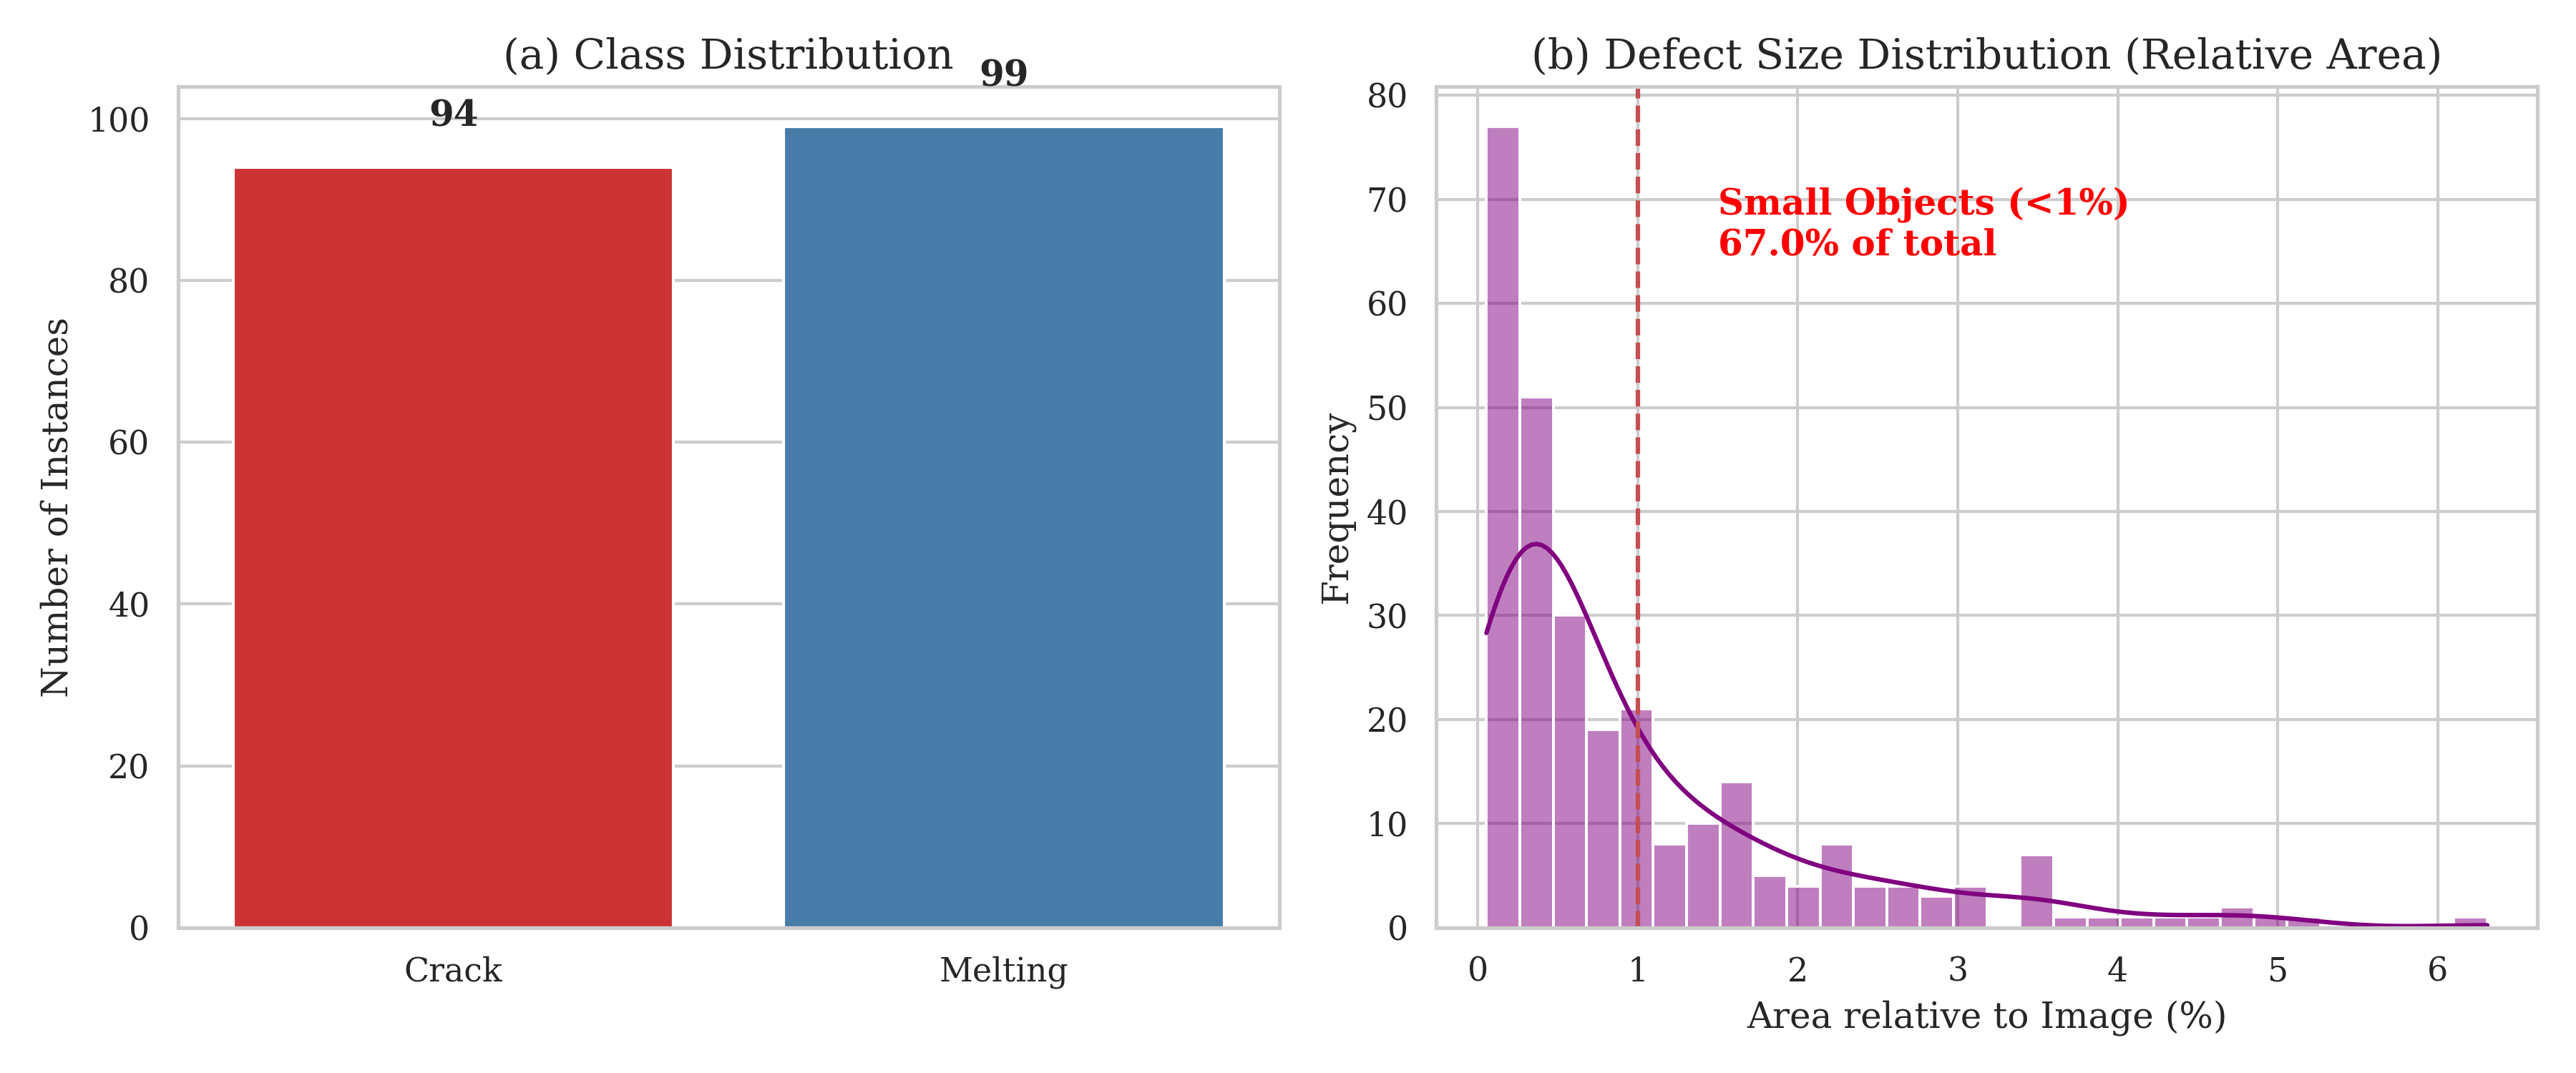 (a) Class Distribution
99
94
100
80
60
40
20
0
Number of Instances
Crack
Melting
(b) Defect Size Distribution (Relative Area)
Small Objects (<1%)
67.0% of total
80
70
60
50
40
30
20
10
0
Frequency
0
1
2
3
4
5
6
Area relative to Image (%)